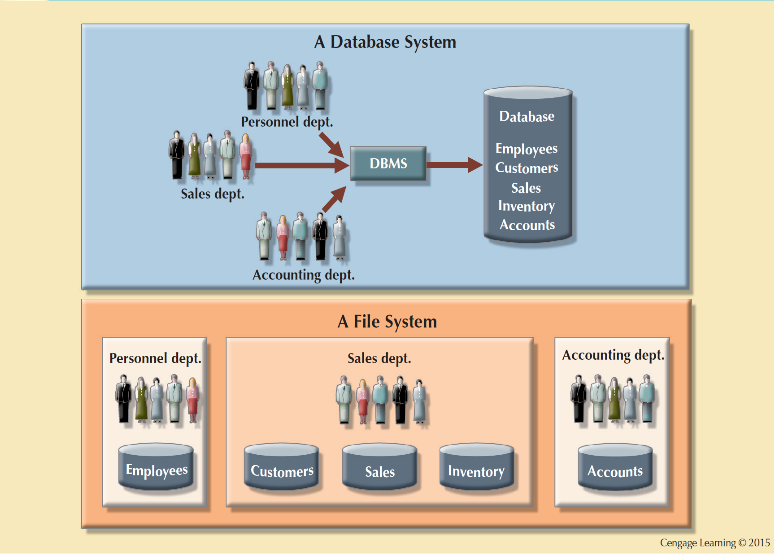 A Database System
Personnel dept.
Sales dept.
Accounting dept.
DBMS
Database
Employees
Customers
Sales
Inventory
Accounts
A File System
Personnel dept.
Employees
Sales dept.
Customers
Sales
Inventory
Accounting dept.
Accounts
Cengage Learning © 2015